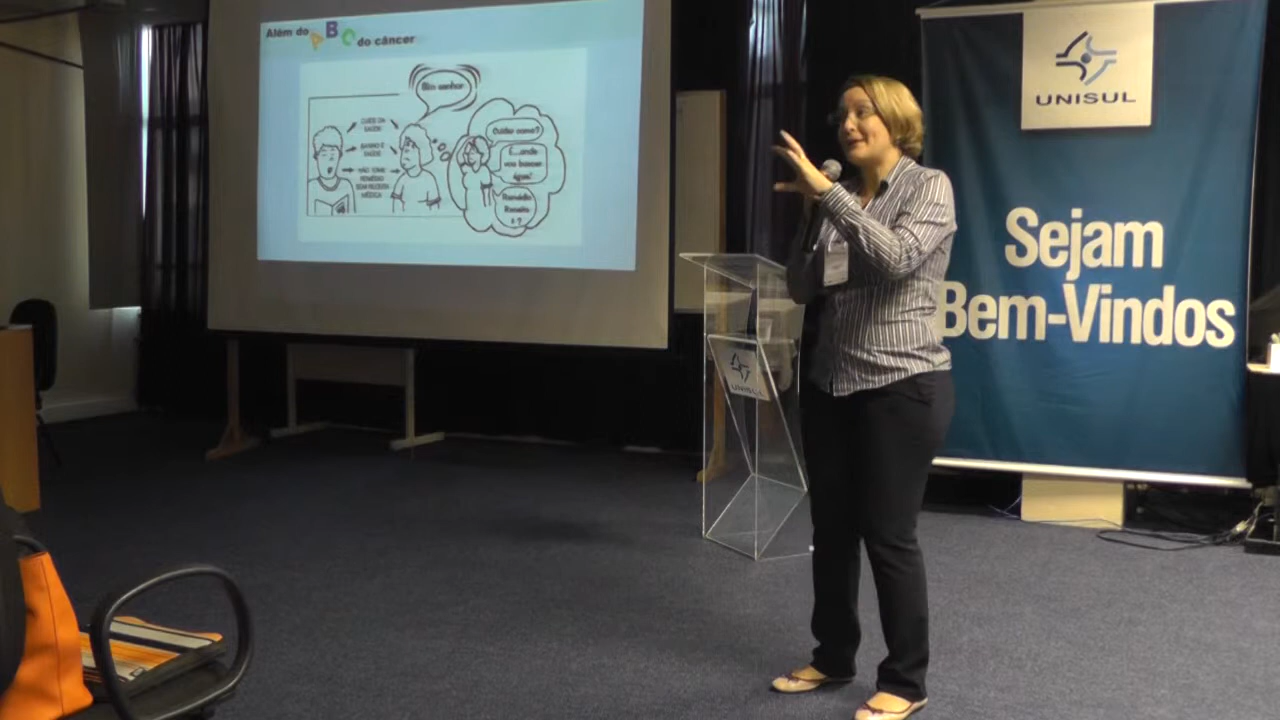 Além do ABC do câncer
Sim senhor
CUIDE DA
SAÚDE
BANHO É
SAÚDE
NÃO TOME
REMÉDIO
SEM RECEITA
MÉDICA
Cuidar como?
E...onde
vou buscar
água?
Remédio
Receita
é ?
UNISUL
Sejam
Bem-Vindos
UNISUL